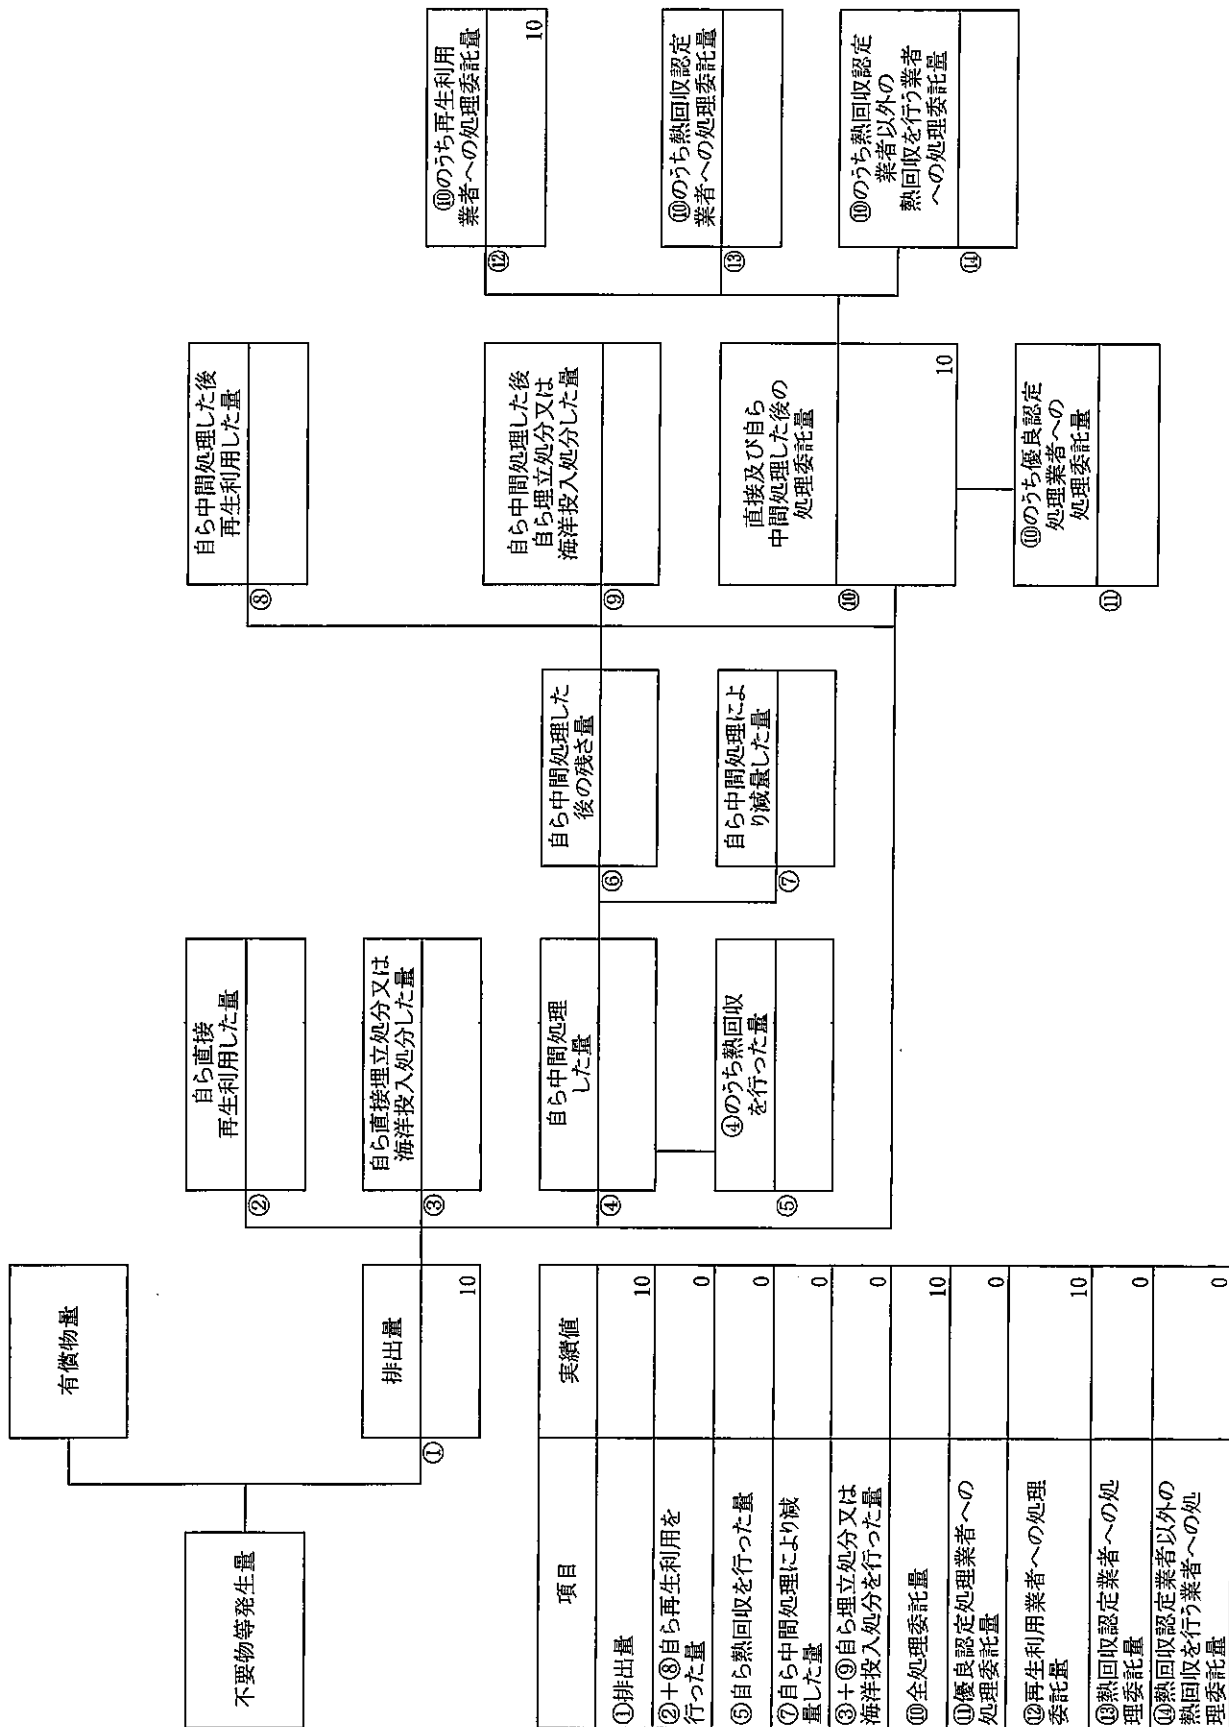 不要物等発生量
有償物量
排出量
①
10
自ら直接
再生利用した量
②
自ら直接埋立処分又は
海洋投入処分した量
③
自ら中間処理
した量
④
④のうち熱回収
を行った量
⑤
自ら中間処理した
後の残さ量
⑥
自ら中間処理によ
り減量した量
⑦
自ら中間処理した後
再生利用した量
⑧
自ら中間処理した後
自ら埋立処分又は
海洋投入処分した量
⑨
直接及び自ら
中間処理した後の
処理委託量
⑩
10
⑩のうち優良認定
処理業者への
処理委託量
⑪
⑩のうち再生利用
業者への処理委託量
⑫
10
⑩のうち熱回収認定
業者への処理委託量
⑬
⑩のうち熱回収認定
業者以外の
熱回収を行う業者
への処理委託量
⑭
項目 実績値
①排出量 10
②+⑧自ら再生利用を
行った量 0
⑤自ら熱回収を行った量 0
⑦自ら中間処理により減
量した量 0
③+⑨自ら埋立処分又は
海洋投入処分を行った量 0
⑩全処理委託量 10
⑪優良認定処理業者への
処理委託量 0
⑫再生利用業者への処理
委託量 10
⑬熱回収認定業者への処
理委託量 0
⑭熱回収認定業者以外の
熱回収を行う業者への処
理委託量 0